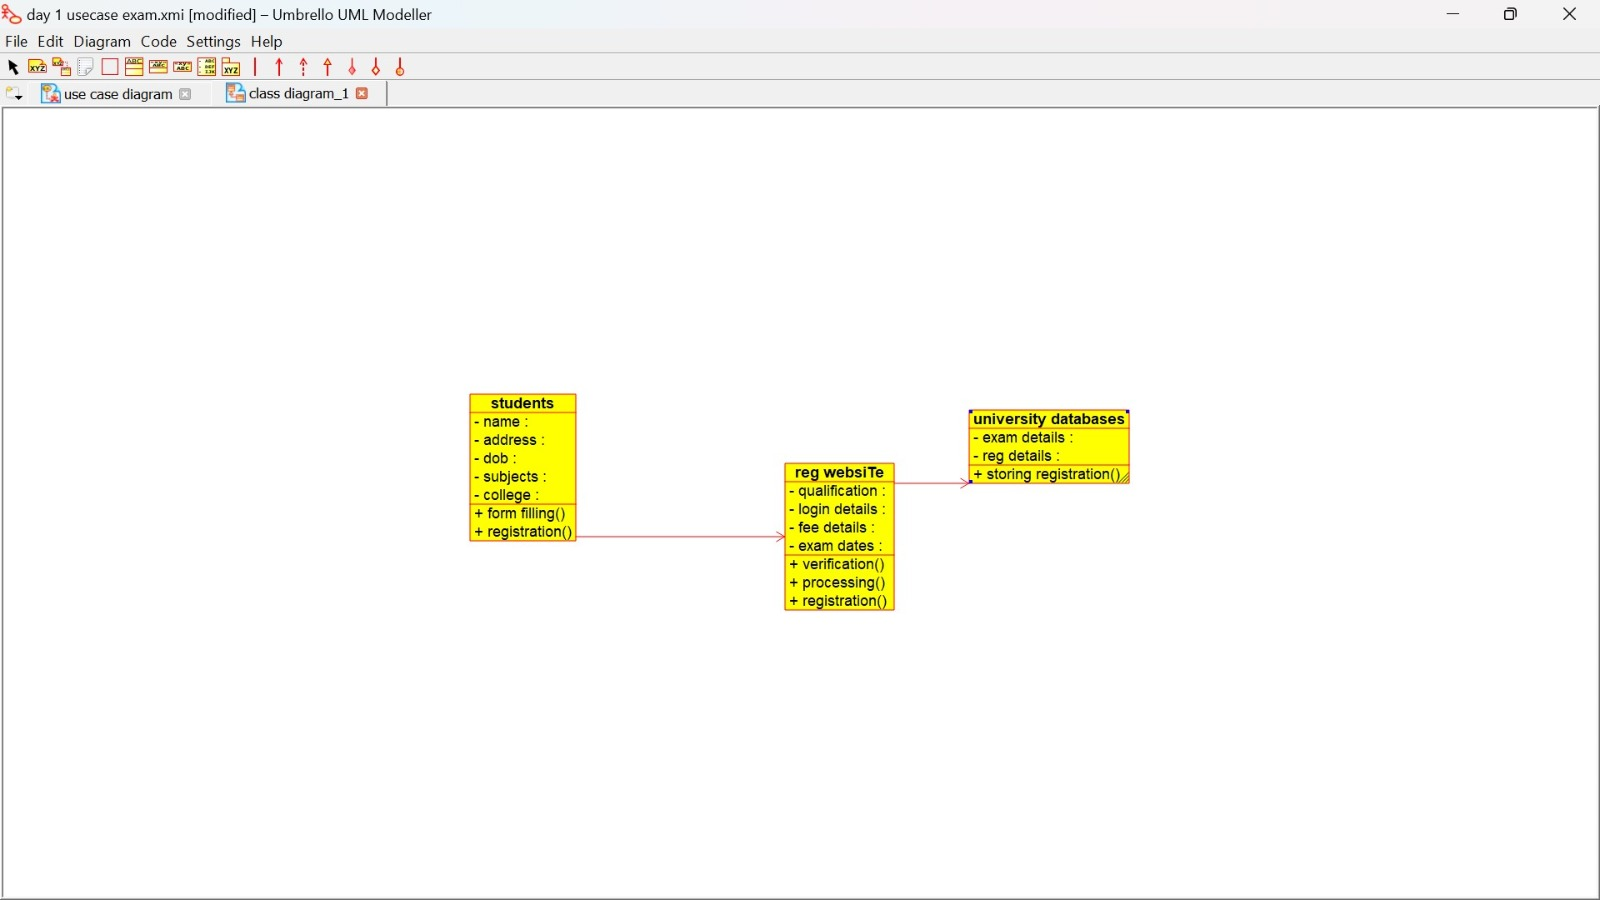 day 1 usecase exam.xmi [modified] – Umbrello UML Modeller
File Edit Diagram Code Settings Help
use case diagram
class diagram_1
students
- name :
- address :
- dob :
- subjects :
- college :
+ form filling()
+ registration()
reg websiTe
- qualification :
- login details :
- fee details :
- exam dates :
+ verification()
+ processing()
+ registration()
university databases
- exam details :
- reg details :
+ storing registration()